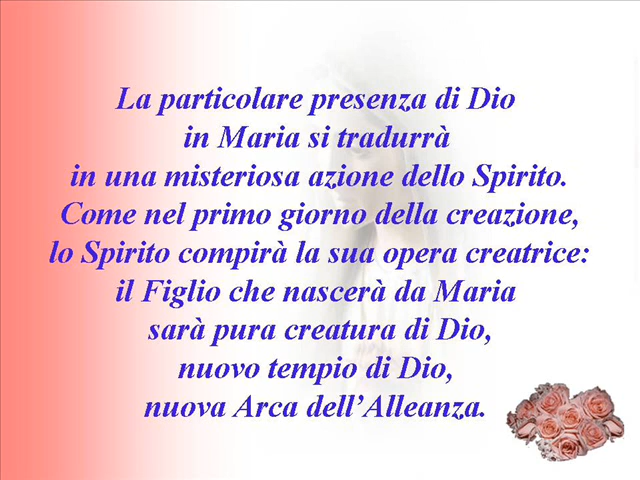 La particolare presenza di Dio
in Maria si tradurrà
in una misteriosa azione dello Spirito.
Come nel primo giorno della creazione,
lo Spirito compirà la sua opera creatrice:
il Figlio che nascerà da Maria
sarà pura creatura di Dio,
nuovo tempio di Dio,
nuova Arca dell’Alleanza.